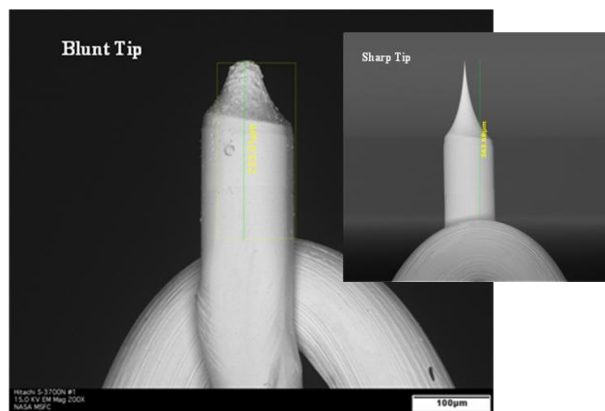 Blunt Tip
Sharp Tip
Hitachi S-3700N #1
15.0 KV EM Mag 200X
NASA MSFC
100µm